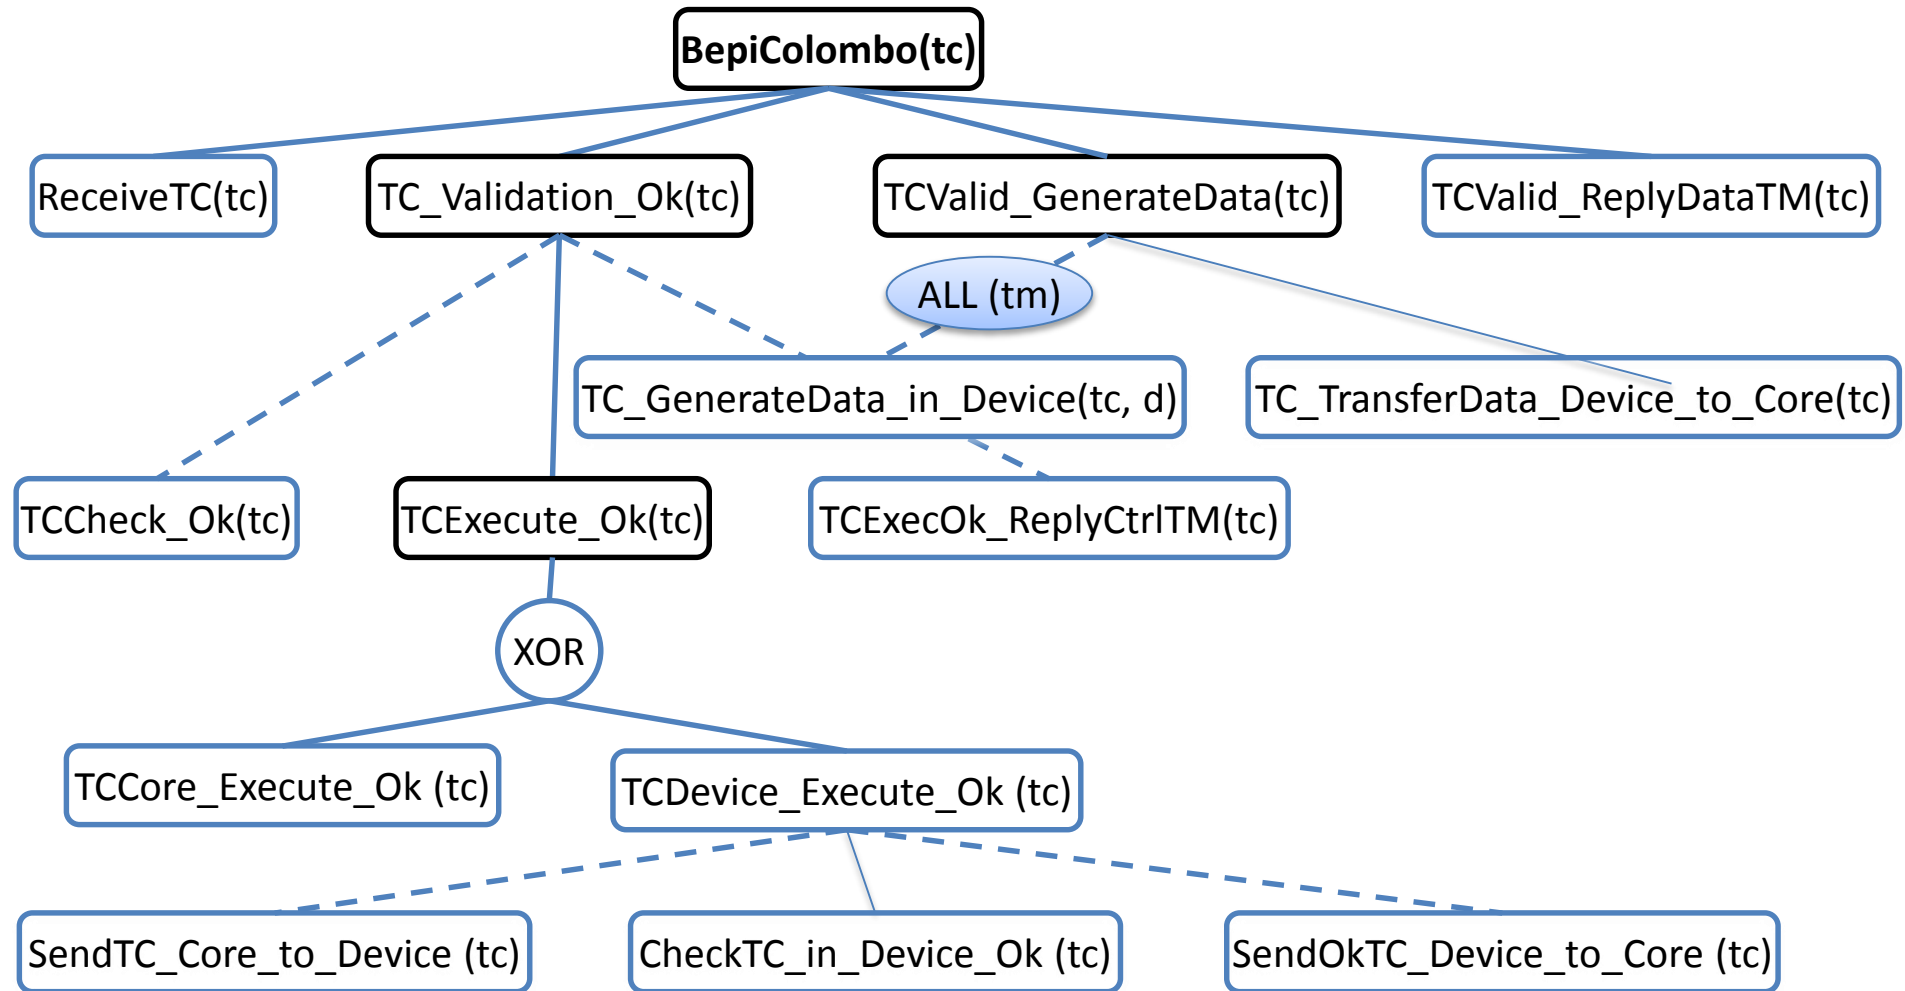 BepiColombo(tc)
ReceiveTC(tc)
TC_Validation_Ok(tc)
TCValid_GenerateData(tc)
TCValid_ReplyDataTM(tc)
ALL (tm)
TC_GenerateData_in_Device(tc, d)
TC_TransferData_Device_to_Core(tc)
TCCheck_Ok(tc)
TCExecute_Ok(tc)
TCExecOk_ReplyCtrlTM(tc)
XOR
TCCore_Execute_Ok (tc)
TCDevice_Execute_Ok (tc)
SendTC_Core_to_Device (tc)
CheckTC_in_Device_Ok (tc)
SendOkTC_Device_to_Core (tc)